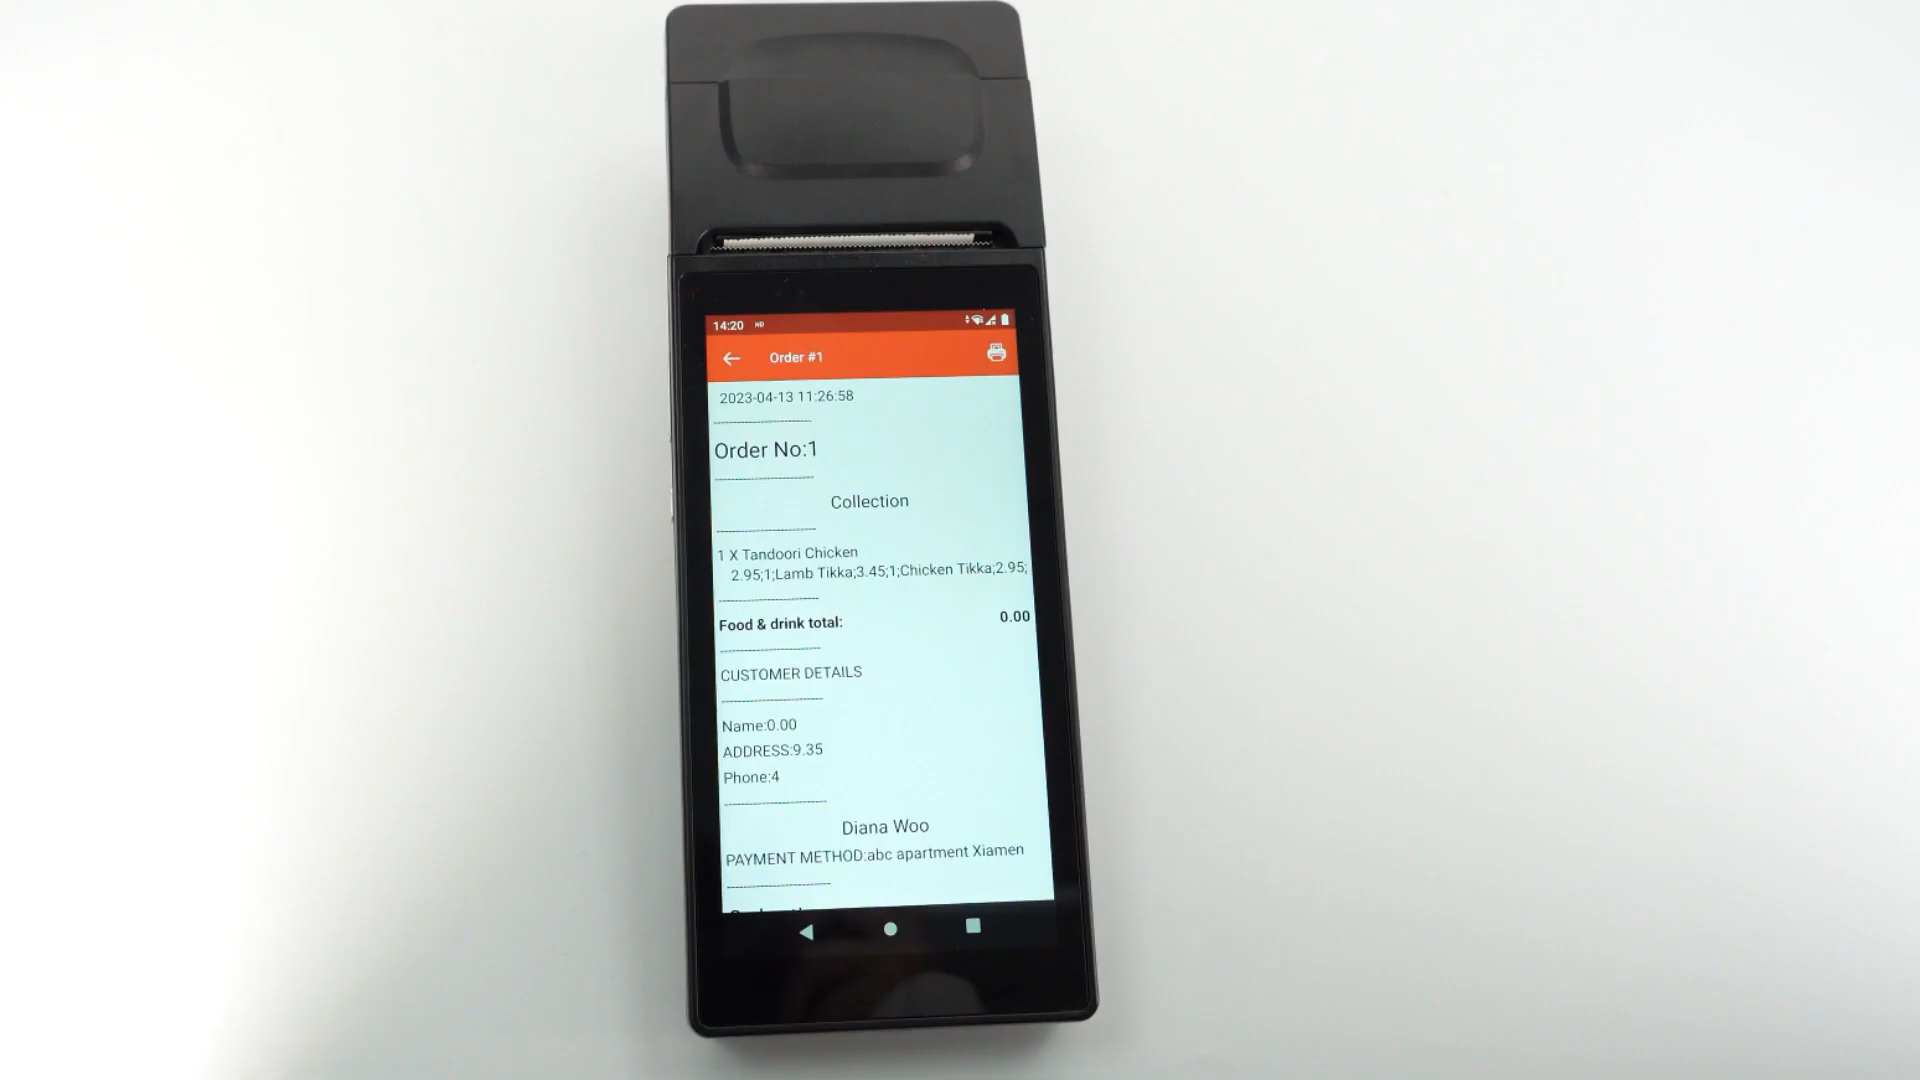 14:20 HD
Order #1
2023-04-13 11:26:58
------------------------
Order No:1
------------------------
Collection
------------------------
1 X Tandoori Chicken
2.95;1;Lamb Tikka;3.45;1;Chicken Tikka;2.95;
------------------------
Food & drink total: 0.00
------------------------
CUSTOMER DETAILS
------------------------
Name:0.00
ADDRESS:9.35
Phone:4
------------------------
Diana Woo
PAYMENT METHOD:abc apartment Xiamen
------------------------